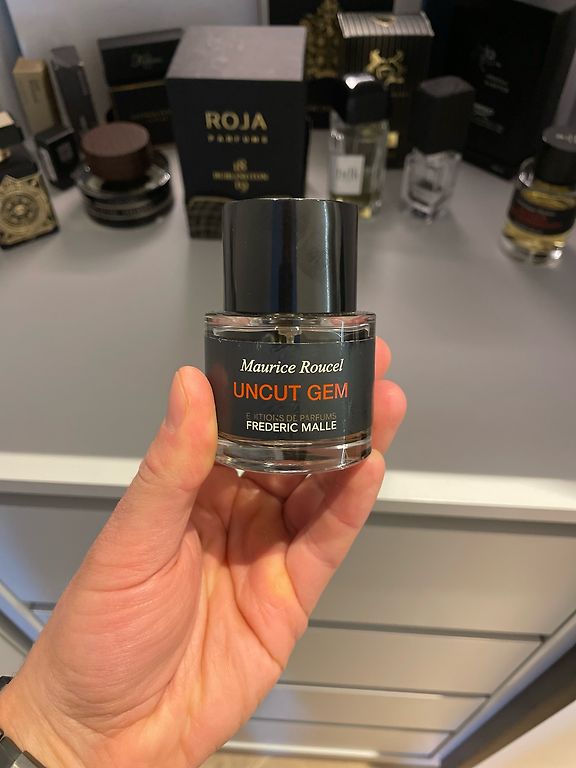 ROJA
PARFUMS
Maurice Roucel
UNCUT GEM
EDITIONS DE PARFUMS
FREDERIC MALLE